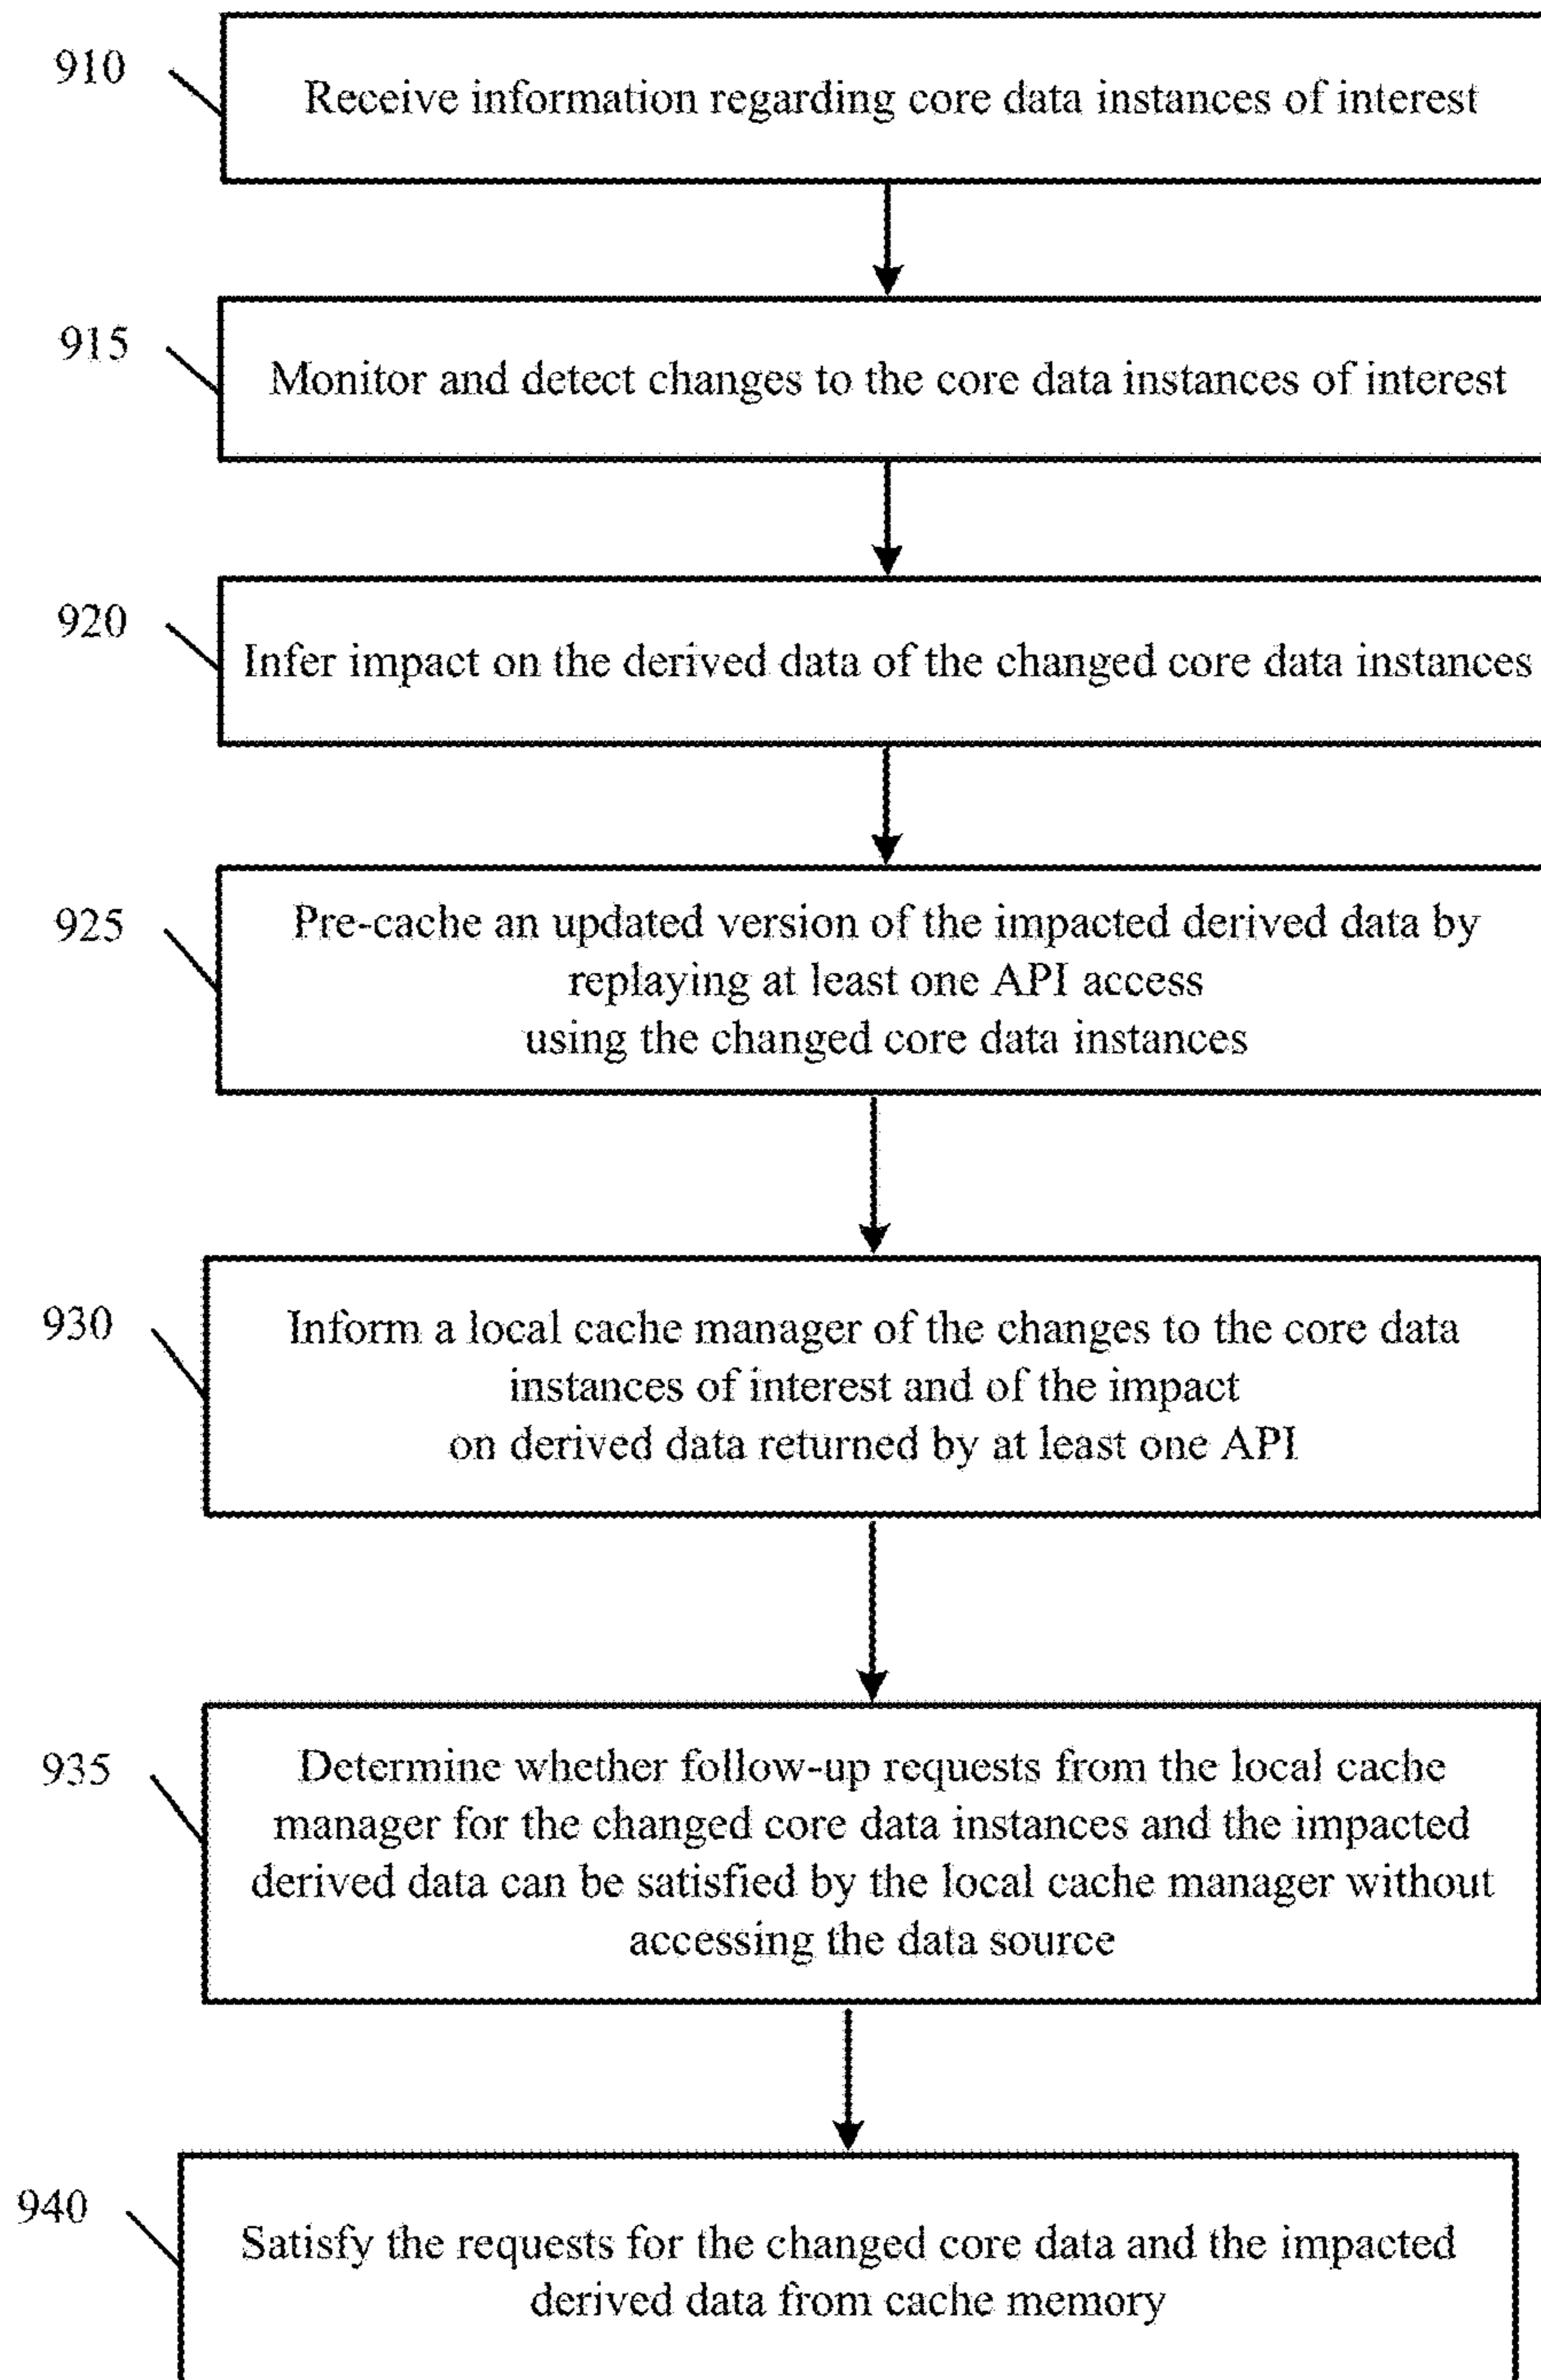 910
Receive information regarding core data instances of interest
915
Monitor and detect changes to the core data instances of interest
920
Infer impact on the derived data of the changed core data instances
925
Pre-cache an updated version of the impacted derived data by
replaying at least one API access
using the changed core data instances
930
Inform a local cache manager of the changes to the core data
instances of interest and of the impact
on derived data returned by at least one API
935
Determine whether follow-up requests from the local cache
manager for the changed core data instances and the impacted
derived data can be satisfied by the local cache manager without
accessing the data source
940
Satisfy the requests for the changed core data and the impacted
derived data from cache memory